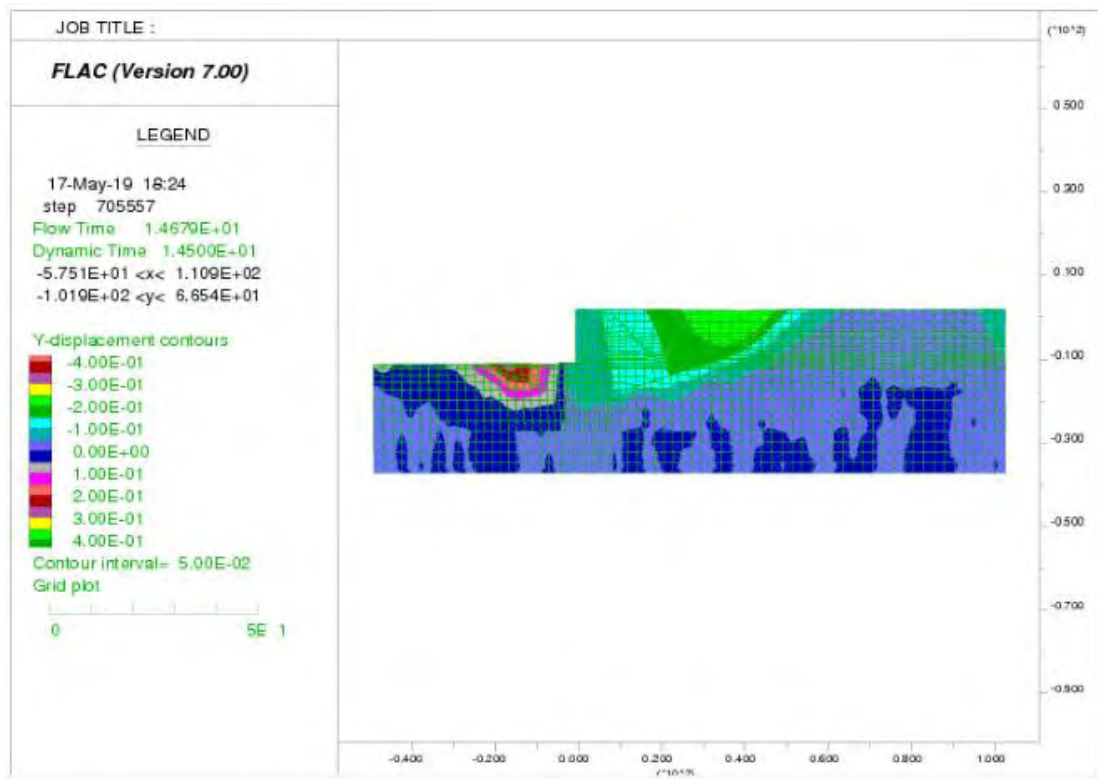 JOB TITLE :
FLAC (Version 7.00)
LEGEND
17-May-19 18:24
step 705557
Flow Time 1.4679E+01
Dynamic Time 1.4500E+01
-5.751E+01 <x< 1.109E+02
-1.019E+02 <y< 6.654E+01
Y-displacement contours
-4.00E-01
-3.00E-01
-2.00E-01
-1.00E-01
0.00E+00
1.00E-01
2.00E-01
3.00E-01
4.00E-01
Contour interval= 5.00E-02
Grid plot
0 5E 1
(*10^2)
0.500
0.300
0.100
-0.100
-0.300
-0.500
-0.700
-0.900
-0.400 -0.200 0.000 0.200 0.400 0.600 0.800 1.000
(*10^2)